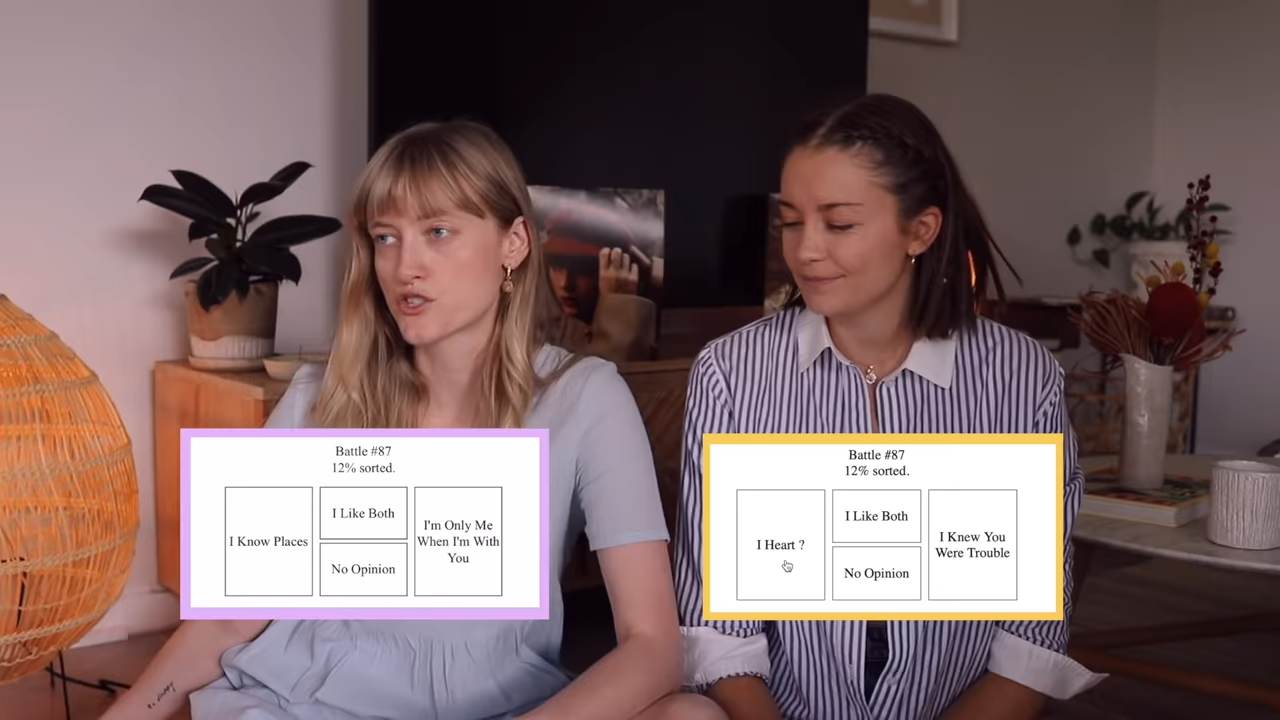 Battle #87
12% sorted.
I Know Places
I Like Both
No Opinion
I'm Only Me
When I'm With
You
Battle #87
12% sorted.
I Heart ?
I Like Both
No Opinion
I Knew You
Were Trouble